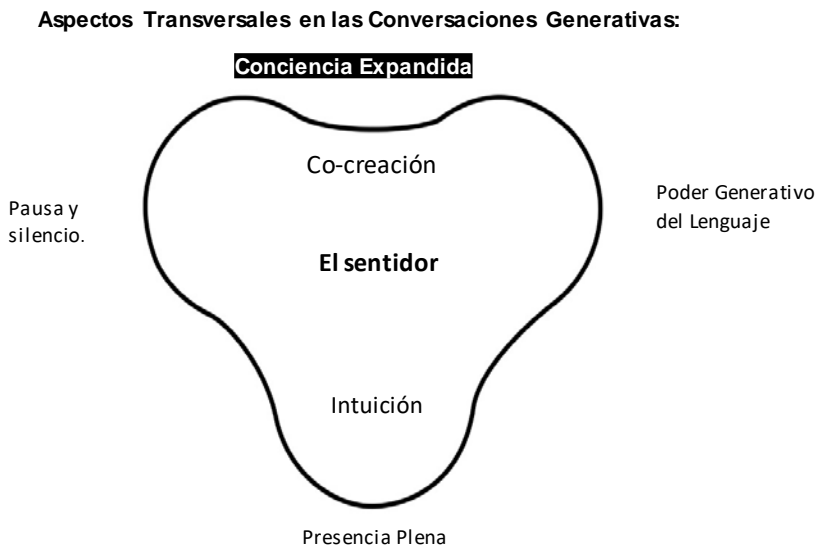 Aspectos Transversales en las Conversaciones Generativas:
Conciencia Expandida
Co-creación
Pausa y
silencio.
Poder Generativo
del Lenguaje
El sentidor
Intuición
Presencia Plena